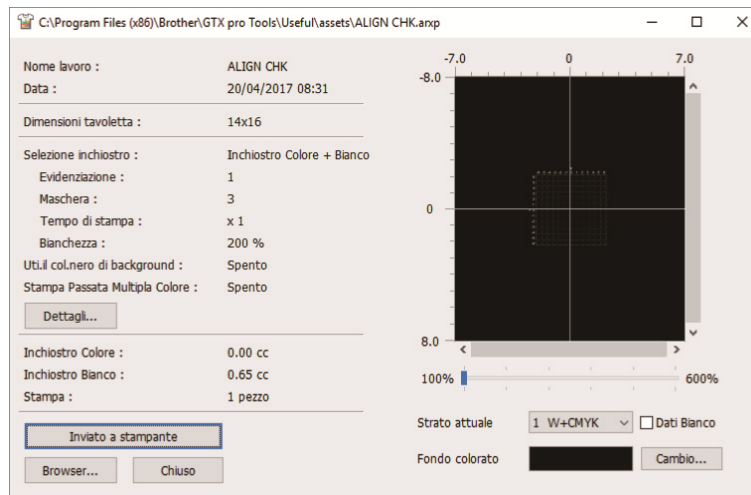 C:\Program Files (x86)\Brother\GTX pro Tools\Useful\assets\ALIGN CHK.arxp
Nome lavoro : ALIGN CHK
Data : 20/04/2017 08:31
Dimensioni tavoletta : 14x16
Selezione inchiostro : Inchiostro Colore + Bianco
Evidenziazione : 1
Maschera : 3
Tempo di stampa : x 1
Bianchezza : 200 %
Uti.il col.nero di background : Spento
Stampa Passata Multipla Colore : Spento
Dettagli...
Inchiostro Colore : 0.00 cc
Inchiostro Bianco : 0.65 cc
Stampa : 1 pezzo
Inviato a stampante
Browser... Chiuso
-7.0 0 7.0
-8.0
0
8.0
100% 600%
Strato attuale 1 W+CMYK Dati Bianco
Fondo colorato Cambio...